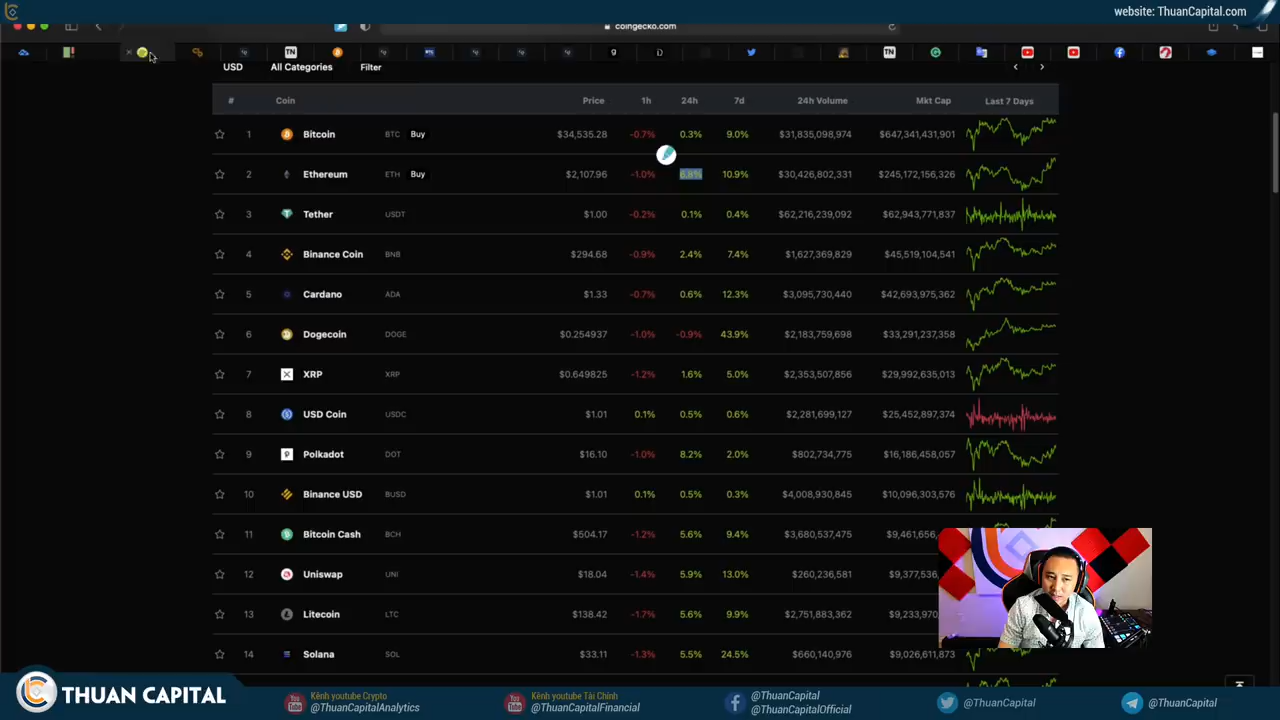 website: ThuanCapital.com
coingecko.com
USD All Categories Filter
# Coin Price 1h 24h 7d 24h Volume Mkt Cap Last 7 Days
1 Bitcoin BTC Buy $34,535.28 -0.7% 0.3% 9.0% $31,835,098,974 $647,341,431,901
2 Ethereum ETH Buy $2,107.96 -1.0% 6.8% 10.9% $30,426,802,331 $245,172,156,326
3 Tether USDT $1.00 -0.2% 0.1% 0.4% $62,216,239,092 $62,943,771,837
4 Binance Coin BNB $294.68 -0.9% 2.4% 7.4% $1,627,369,829 $45,519,104,541
5 Cardano ADA $1.33 -0.7% 0.6% 12.3% $3,095,730,440 $42,693,975,362
6 Dogecoin DOGE $0.254937 -1.0% -0.9% 43.9% $2,183,759,698 $33,291,237,358
7 XRP XRP $0.649825 -1.2% 1.6% 5.0% $2,353,507,856 $29,992,635,013
8 USD Coin USDC $1.01 0.1% 0.5% 0.6% $2,281,699,127 $25,452,897,374
9 Polkadot DOT $16.10 -1.0% 8.2% 2.0% $802,734,775 $16,186,458,057
10 Binance USD BUSD $1.01 0.1% 0.5% 0.3% $4,008,930,845 $10,096,303,576
11 Bitcoin Cash BCH $504.17 -1.2% 5.6% 9.4% $3,680,537,475 $9,461,656,
12 Uniswap UNI $18.04 -1.4% 5.9% 13.0% $260,236,581 $9,377,536,
13 Litecoin LTC $138.42 -1.7% 5.6% 9.9% $2,751,883,362 $9,233,970,
14 Solana SOL $33.11 -1.3% 5.5% 24.5% $660,140,976 $9,026,611,873
THUAN CAPITAL
Kênh youtube Crypto
@ThuanCapitalAnalytics
Kênh youtube Tài Chính
@ThuanCapitalFinancial
@ThuanCapital
@ThuanCapitalOfficial
@ThuanCapital
@ThuanCapital